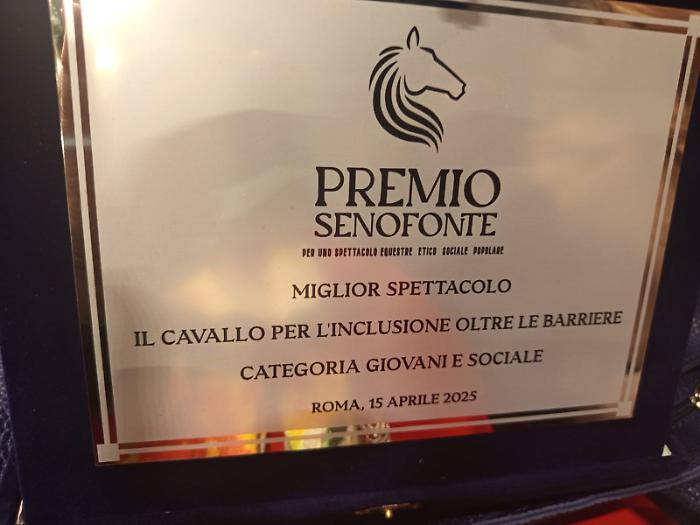 PREMIO
SENOFONTE
PER UNO SPETTACOLO EQUESTRE ETICO SOCIALE POPOLARE
MIGLIOR SPETTACOLO
IL CAVALLO PER L'INCLUSIONE OLTRE LE BARRIERE
CATEGORIA GIOVANI E SOCIALE
ROMA, 15 APRILE 2025